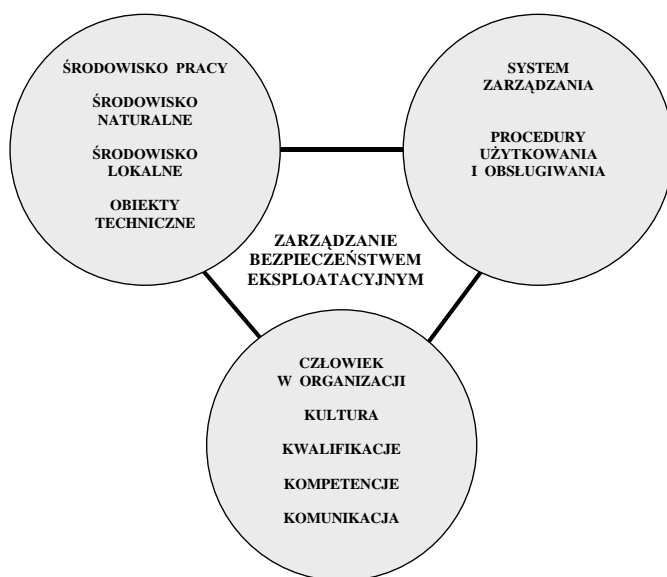 ŚRODOWISKO PRACY
ŚRODOWISKO
NATURALNE
ŚRODOWISKO
LOKALNE
OBIEKTY
TECHNICZNE
SYSTEM
ZARZĄDZANIA
PROCEDURY
UŻYTKOWANIA
I OBSŁUGIWANIA
ZARZĄDZANIE
BEZPIECZEŃSTWEM
EKSPLOATACYJNYM
CZŁOWIEK
W ORGANIZACJI
KULTURA
KWALIFIKACJE
KOMPETENCJE
KOMUNIKACJA